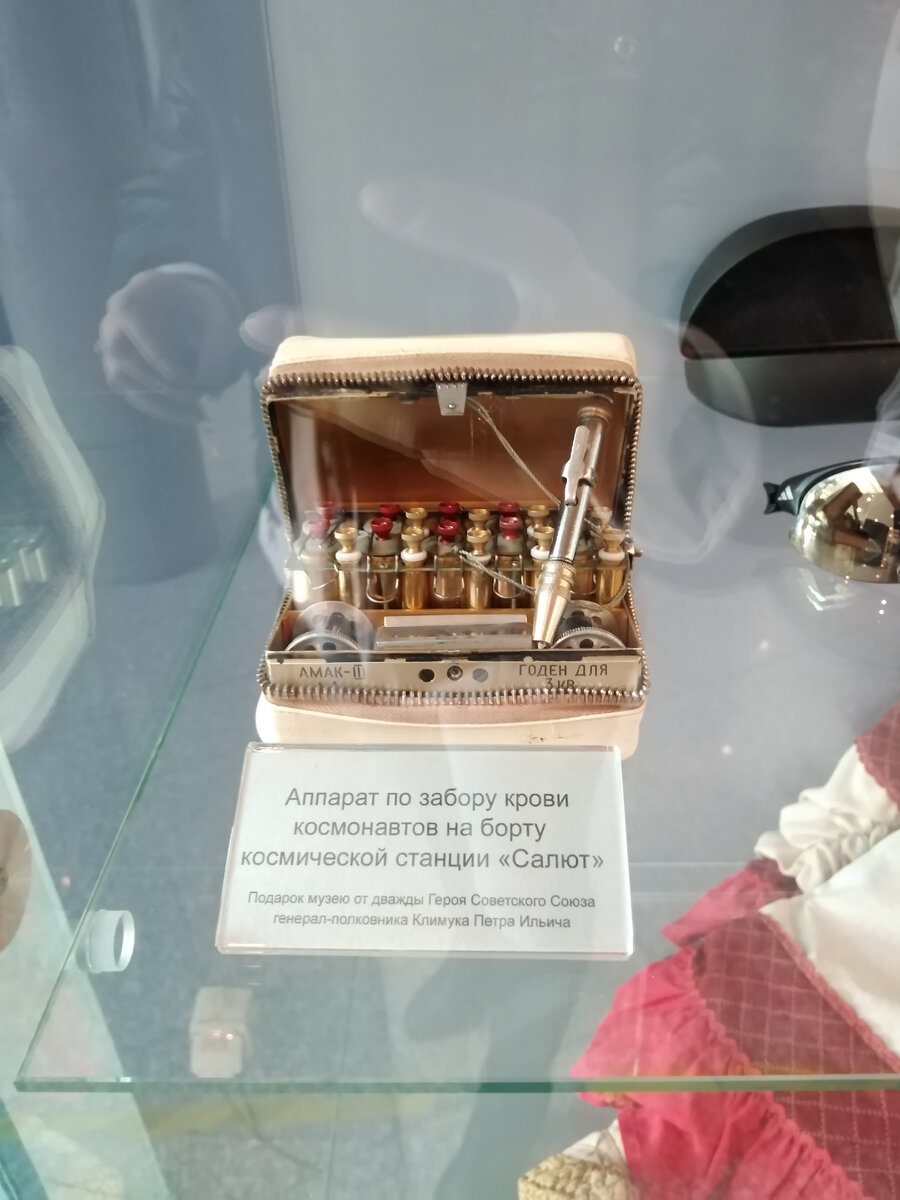 АМАК-III
ГОДЕН ДЛЯ
3 КВ
Аппарат по забору крови
космонавтов на борту
космической станции «Салют»
Подарок музею от дважды Героя Советского Союза
генерал-полковника Климука Петра Ильича